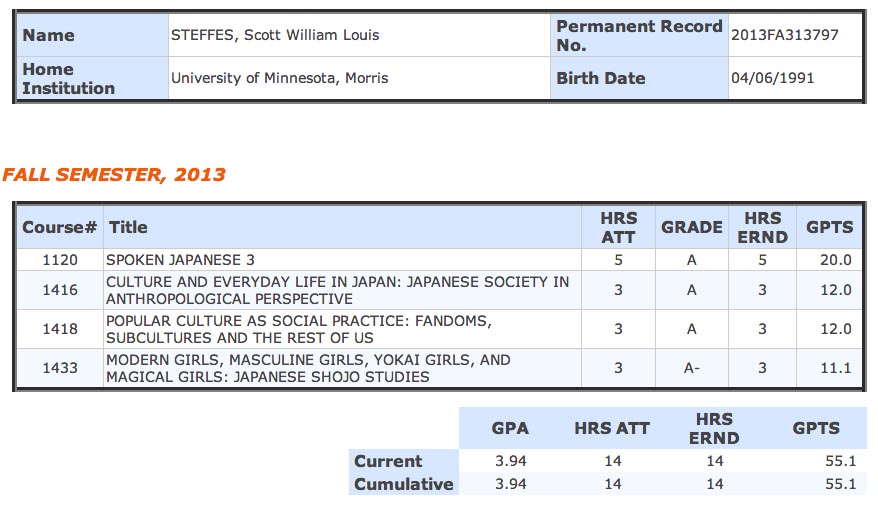 Name STEFFES, Scott William Louis Permanent Record No. 2013FA313797
Home Institution University of Minnesota, Morris Birth Date 04/06/1991
FALL SEMESTER, 2013
Course# Title HRS ATT GRADE HRS ERND GPTS
1120 SPOKEN JAPANESE 3 5 A 5 20.0
1416 CULTURE AND EVERYDAY LIFE IN JAPAN: JAPANESE SOCIETY IN
ANTHROPOLOGICAL PERSPECTIVE 3 A 3 12.0
1418 POPULAR CULTURE AS SOCIAL PRACTICE: FANDOMS,
SUBCULTURES AND THE REST OF US 3 A 3 12.0
1433 MODERN GIRLS, MASCULINE GIRLS, YOKAI GIRLS, AND
MAGICAL GIRLS: JAPANESE SHOJO STUDIES 3 A- 3 11.1
GPA HRS ATT HRS ERND GPTS
Current 3.94 14 14 55.1
Cumulative 3.94 14 14 55.1